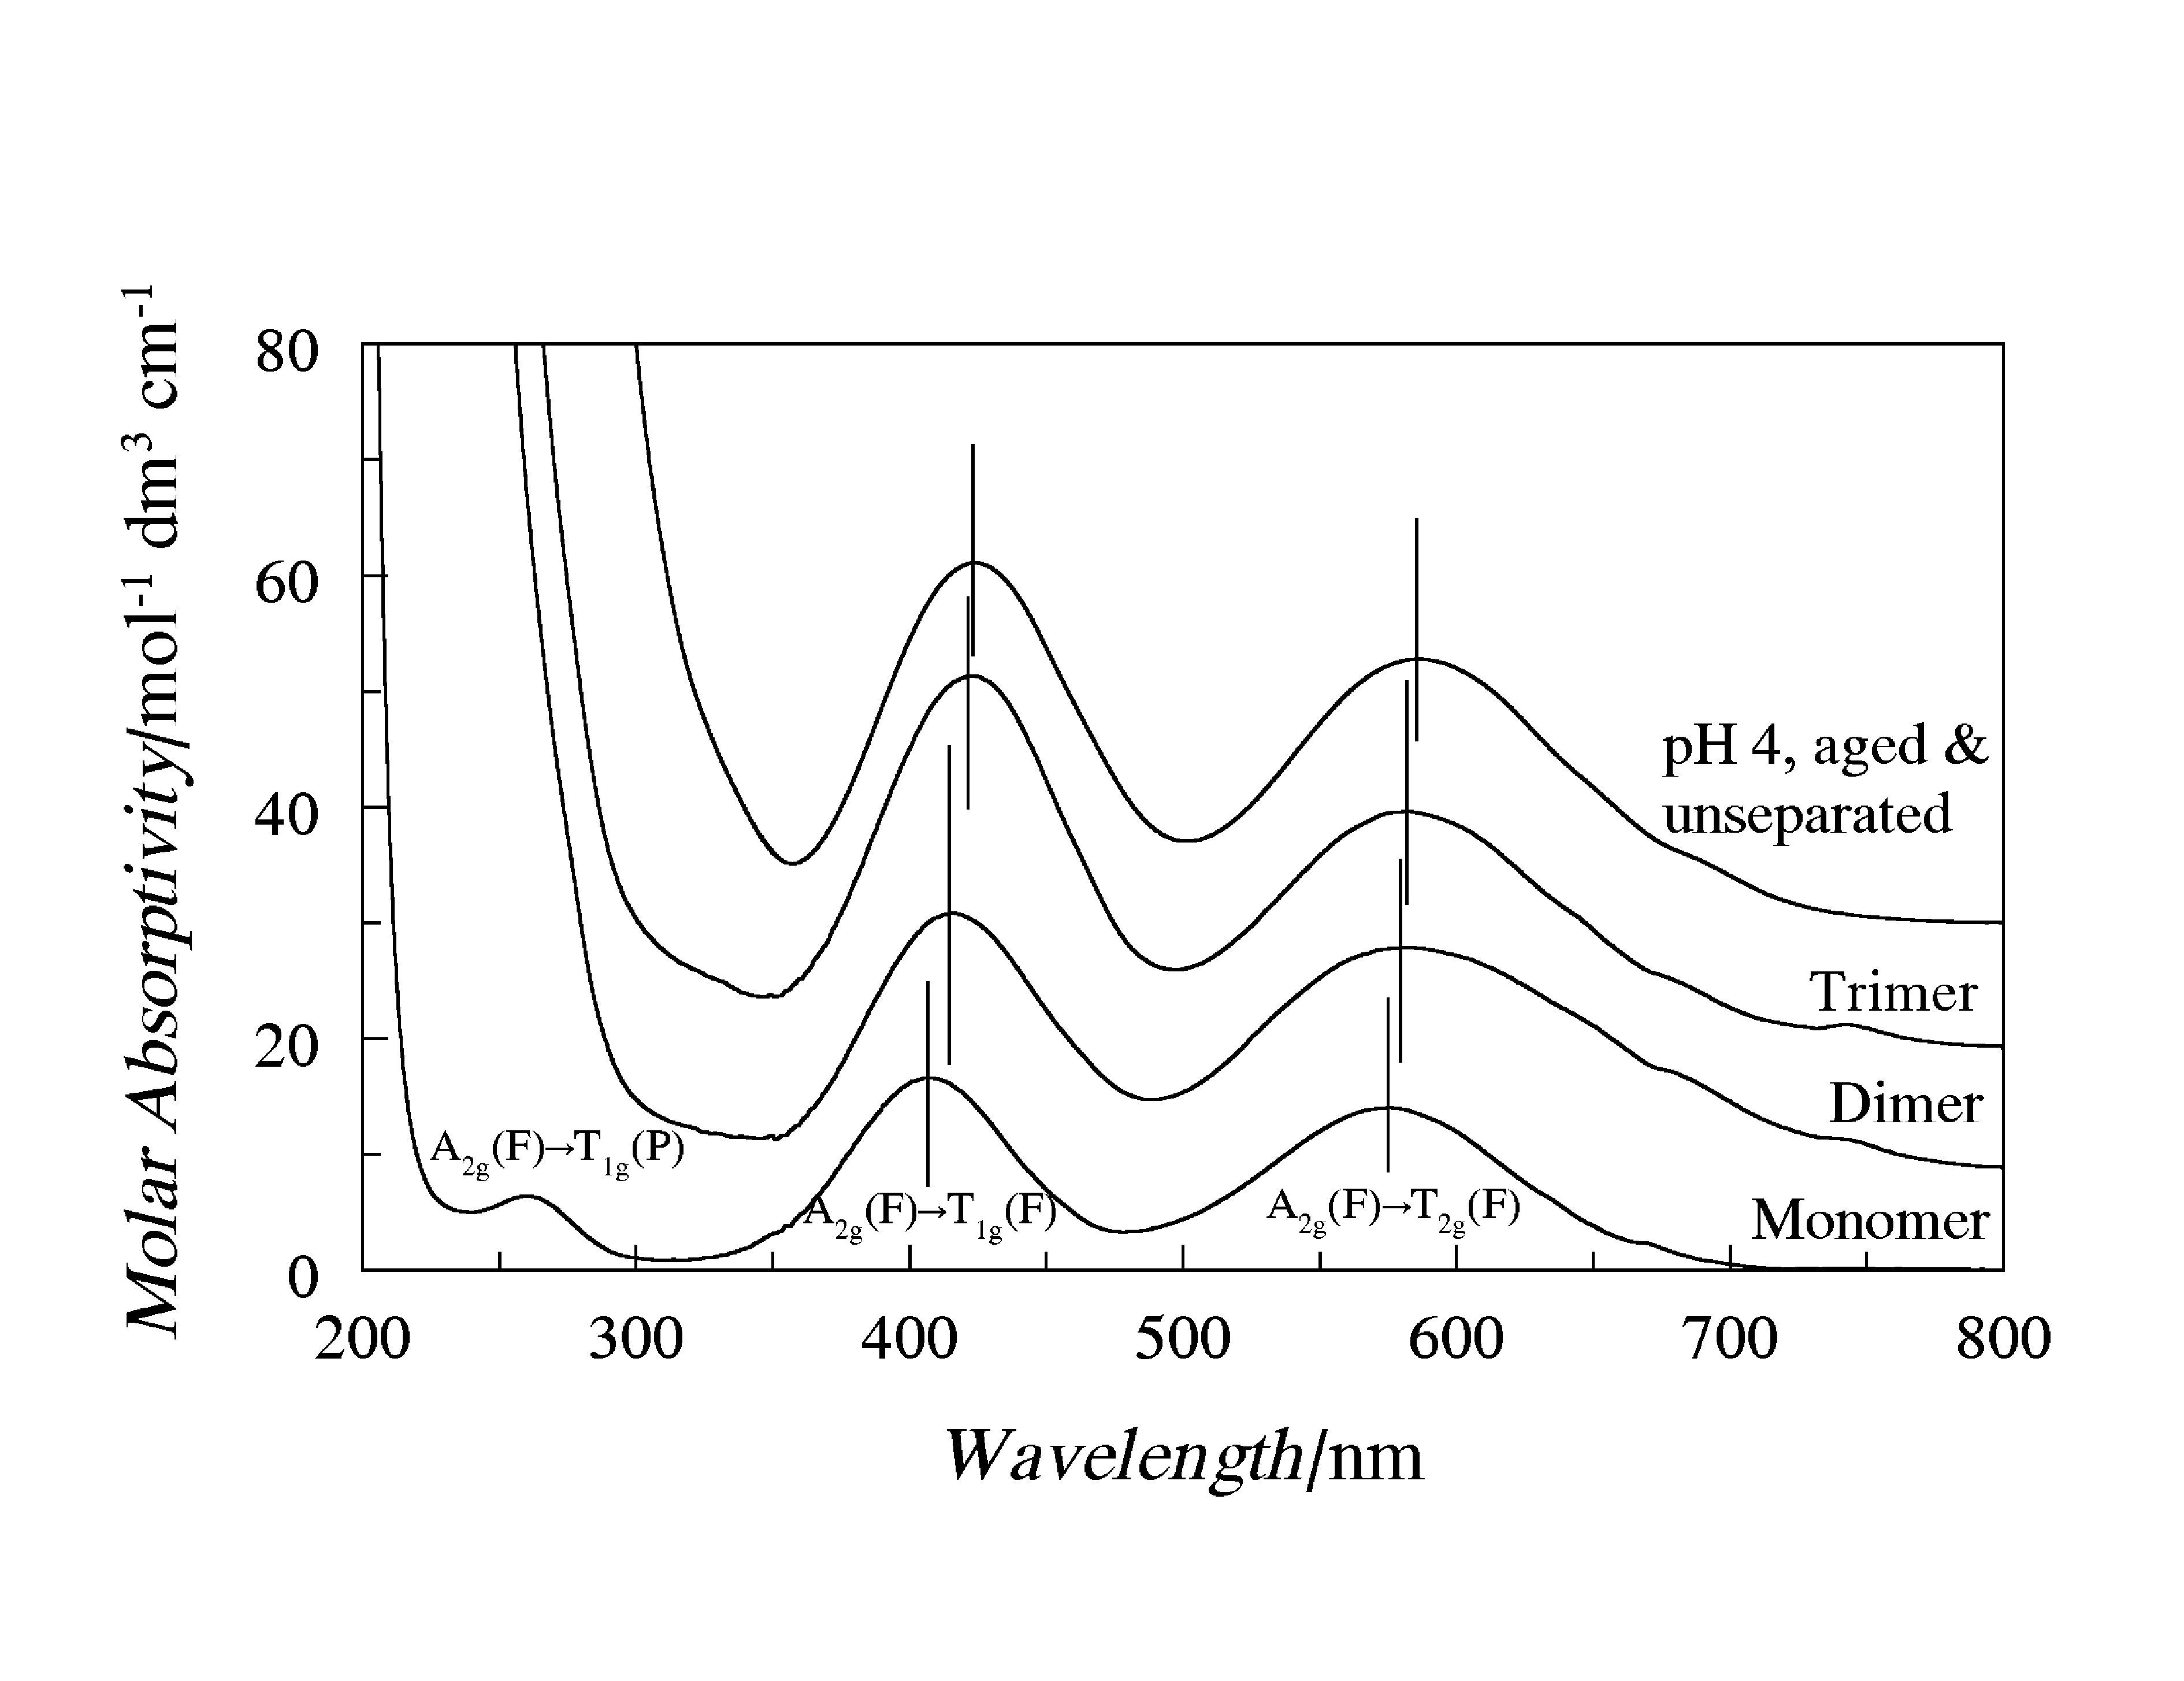 Molar Absorptivity/mol⁻¹ dm³ cm⁻¹
80
60
40
20
0
pH 4, aged &
unseparated
Trimer
Dimer
Monomer
A₂g(F)→T₁g(P)
A₂g(F)→T₁g(F)
A₂g(F)→T₂g(F)
200 300 400 500 600 700 800
Wavelength/nm